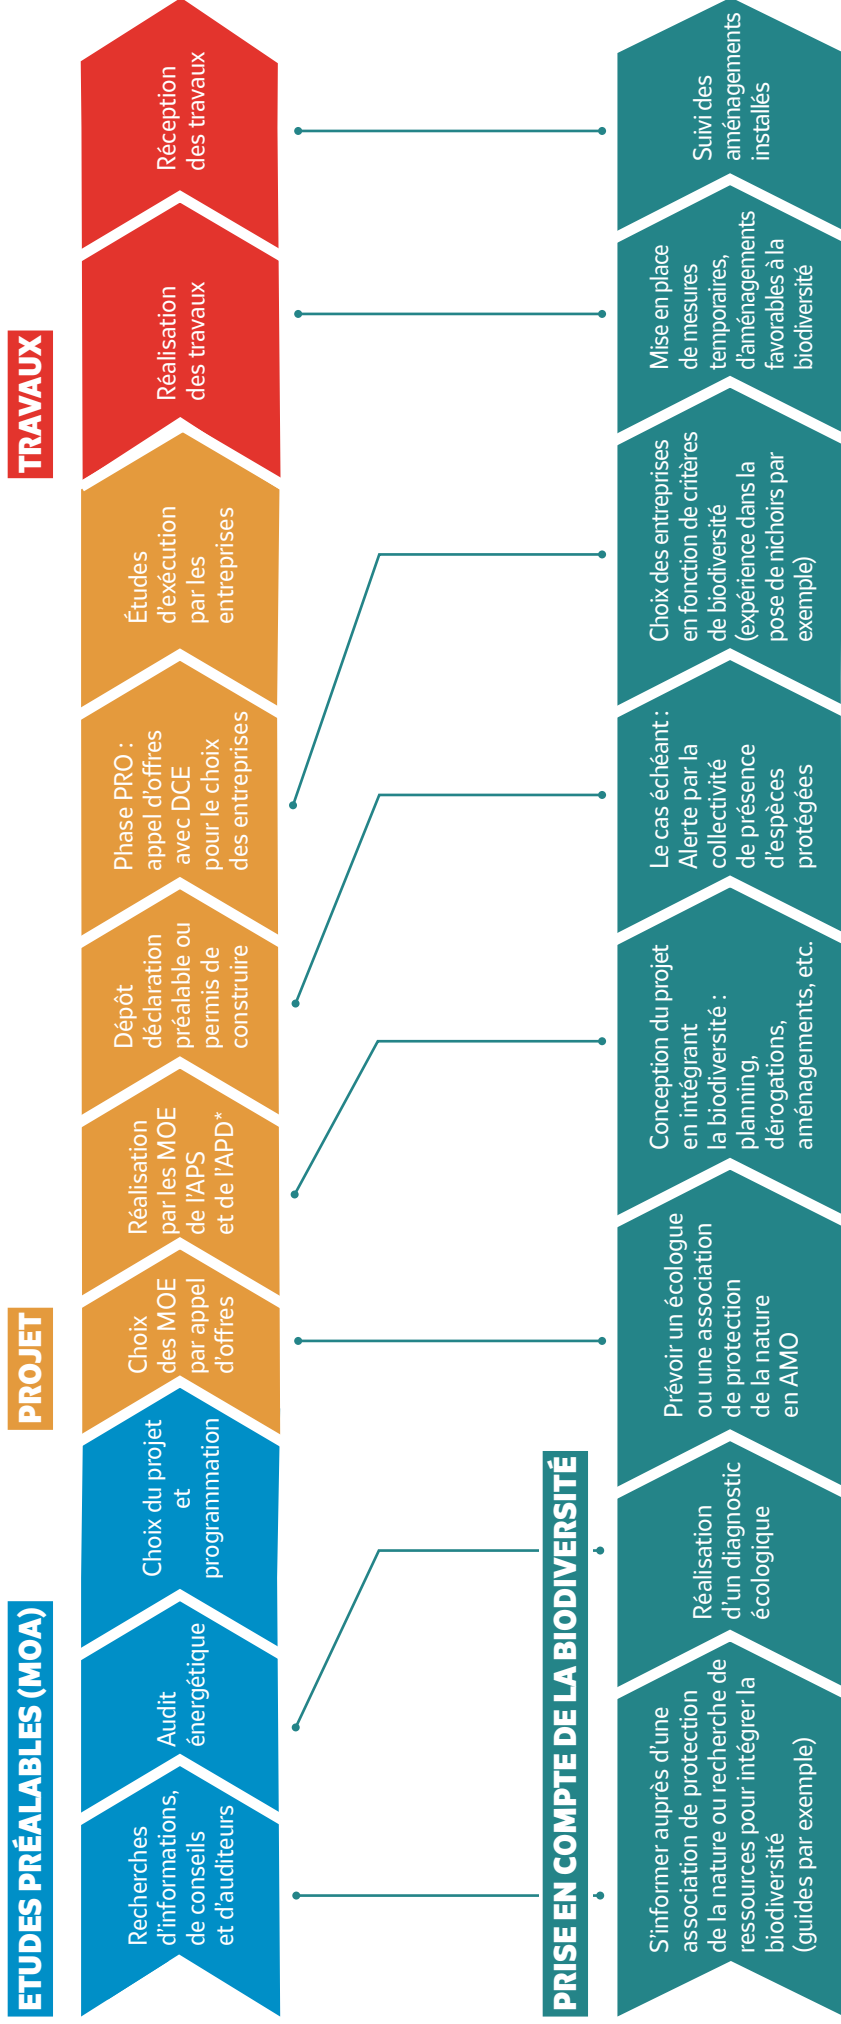 ETUDES PRÉALABLES (MOA)
PROJET
TRAVAUX
Recherches
d'informations,
de conseils
et d'auditeurs
Audit
énergétique
Choix du projet
et
programmation
Choix
des MOE
par appel
d'offres
Réalisation
par les MOE
de l'APS
et de l'APD*
Dépôt
déclaration
préalable ou
permis de
construire
Phase PRO :
appel d'offres
avec DCE
pour le choix
des entreprises
Études
d'exécution
par les
entreprises
Réalisation
des travaux
Réception
des travaux
PRISE EN COMPTE DE LA BIODIVERSITÉ
S'informer auprès d'une
association de protection
de la nature ou recherche de
ressources pour intégrer la
biodiversité
(guides par exemple)
Réalisation
d'un diagnostic
écologique
Prévoir un écologue
ou une association
de protection
de la nature
en AMO
Conception du projet
en intégrant
la biodiversité :
planning,
dérogations,
aménagements, etc.
Le cas échéant :
Alerte par la
collectivité
de présence
d'espèces
protégées
Choix des entreprises
en fonction de critères
de biodiversité
(expérience dans la
pose de nichoirs par
exemple)
Mise en place
de mesures
temporaires,
d'aménagements
favorables à la
biodiversité
Suivi des
aménagements
installés